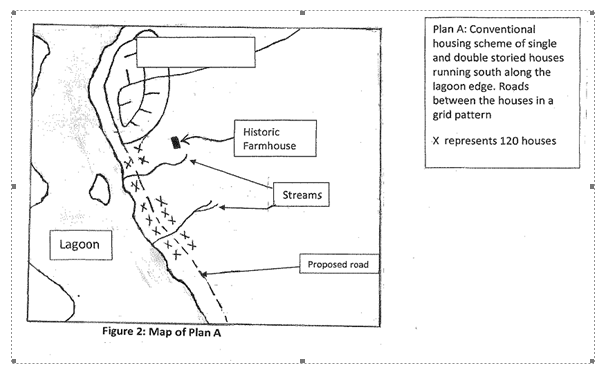 Plan A: Conventional
housing scheme of single
and double storied houses
running south along the
lagoon edge. Roads
between the houses in a
grid pattern
X represents 120 houses
Historic
Farmhouse
Streams
Lagoon
Proposed road
Figure 2: Map of Plan A